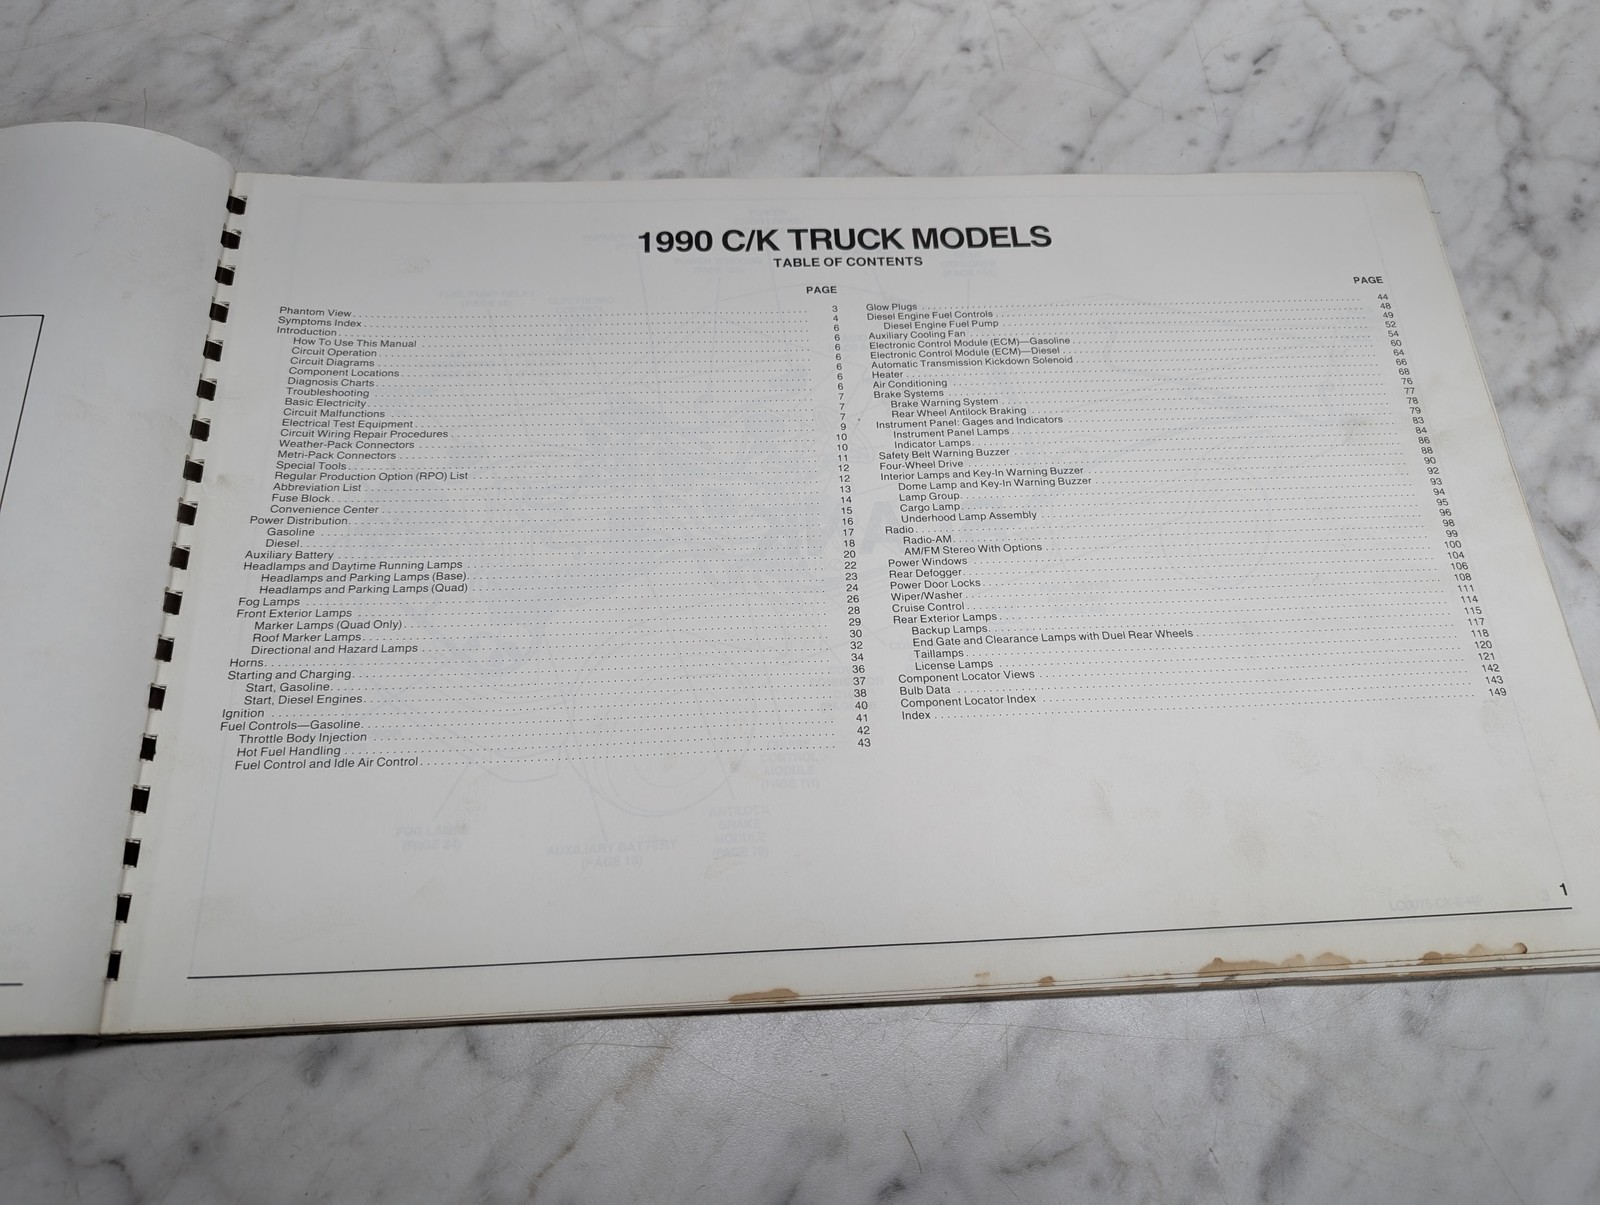 1990 C/K TRUCK MODELS
TABLE OF CONTENTS
PAGE
Phantom View 3
Symptoms Index 4
Introduction 6
How To Use This Manual 6
Circuit Operation 6
Circuit Diagrams 6
Component Locations 6
Diagnosis Charts 6
Troubleshooting 6
Basic Electricity 7
Circuit Malfunctions 7
Electrical Test Equipment 7
Circuit Wiring Repair Procedures 9
Weather-Pack Connectors 10
Metri-Pack Connectors 10
Special Tools 11
Regular Production Option (RPO) List 12
Abbreviation List 12
Fuse Block 13
Convenience Center 14
Power Distribution 15
Gasoline 16
Diesel 17
Auxiliary Battery 18
Headlamps and Daytime Running Lamps 20
Headlamps and Parking Lamps (Base) 22
Headlamps and Parking Lamps (Quad) 23
Fog Lamps 24
Front Exterior Lamps 26
Marker Lamps (Quad Only) 28
Roof Marker Lamps 29
Directional and Hazard Lamps 30
Horns 32
Starting and Charging 34
Start, Gasoline 36
Start, Diesel Engines 37
Ignition 38
Fuel Controls—Gasoline 40
Throttle Body Injection 41
Hot Fuel Handling 42
Fuel Control and Idle Air Control 43
PAGE
Glow Plugs 44
Diesel Engine Fuel Controls 48
Diesel Engine Fuel Pump 49
Auxiliary Cooling Fan 52
Electronic Control Module (ECM)—Gasoline 54
Electronic Control Module (ECM)—Diesel 60
Automatic Transmission Kickdown Solenoid 64
Heater 66
Air Conditioning 68
Brake Systems 76
Brake Warning System 77
Rear Wheel Antilock Braking 78
Instrument Panel: Gages and Indicators 79
Instrument Panel Lamps 83
Indicator Lamps 84
Safety Belt Warning Buzzer 86
Four-Wheel Drive 88
Interior Lamps and Key-In Warning Buzzer 90
Dome Lamp and Key-In Warning Buzzer 92
Lamp Group 93
Cargo Lamp 94
Underhood Lamp Assembly 95
Radio 96
Radio-AM 98
AM/FM Stereo With Options 99
Power Windows 100
Rear Defogger 104
Power Door Locks 106
Wiper/Washer 108
Cruise Control 111
Rear Exterior Lamps 114
Backup Lamps 115
End Gate and Clearance Lamps with Duel Rear Wheels 117
Taillamps 118
License Lamps 120
Component Locator Views 121
Bulb Data 142
Component Locator Index 143
Index 149
1